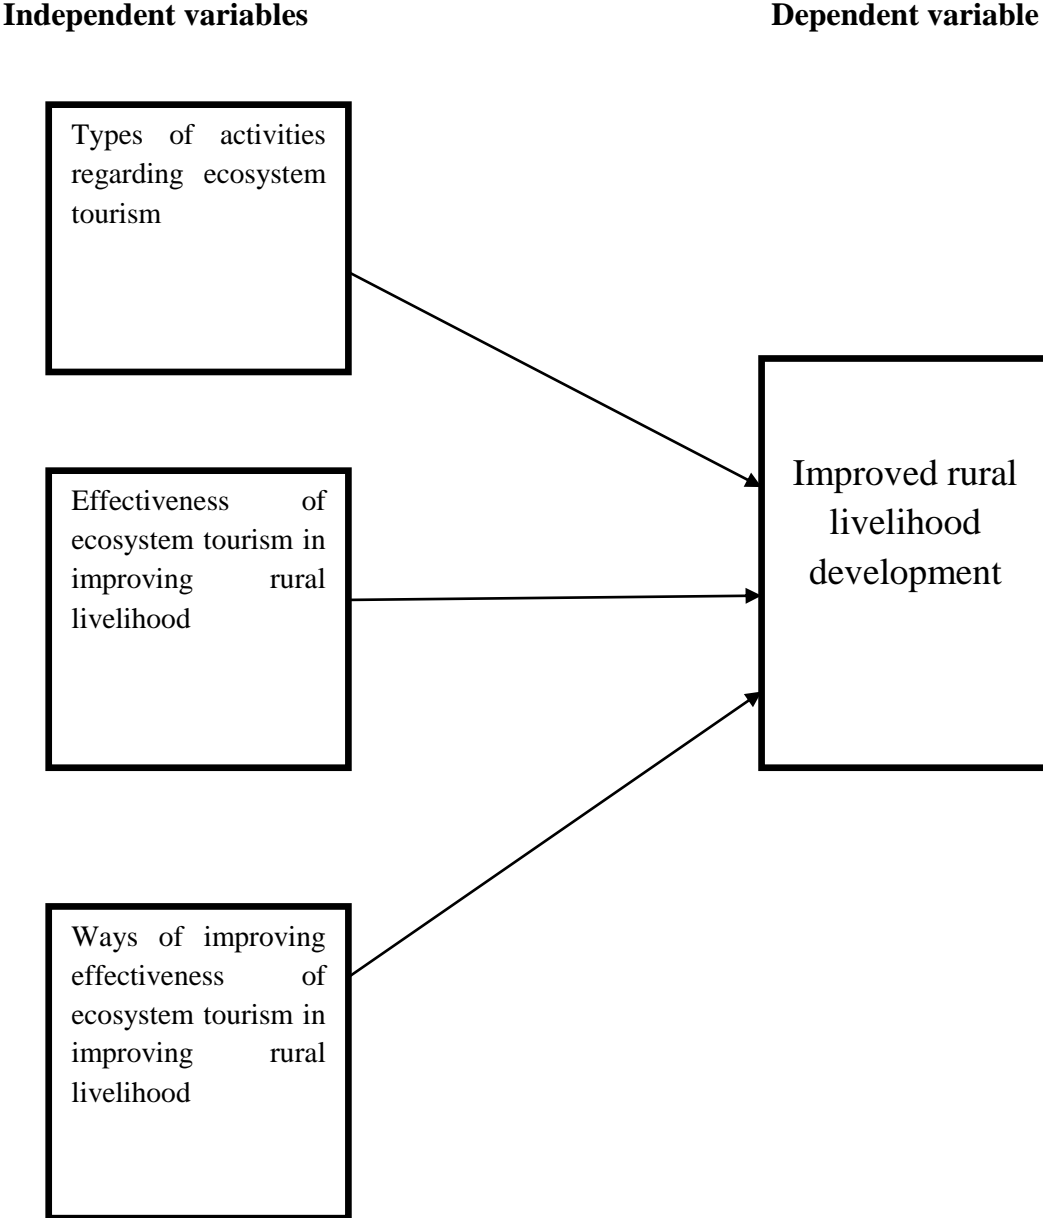 Independent variables
Dependent variable
Types of activities
regarding ecosystem
tourism
Effectiveness of
ecosystem tourism in
improving rural
livelihood
Ways of improving
effectiveness of
ecosystem tourism in
improving rural
livelihood
Improved rural
livelihood
development